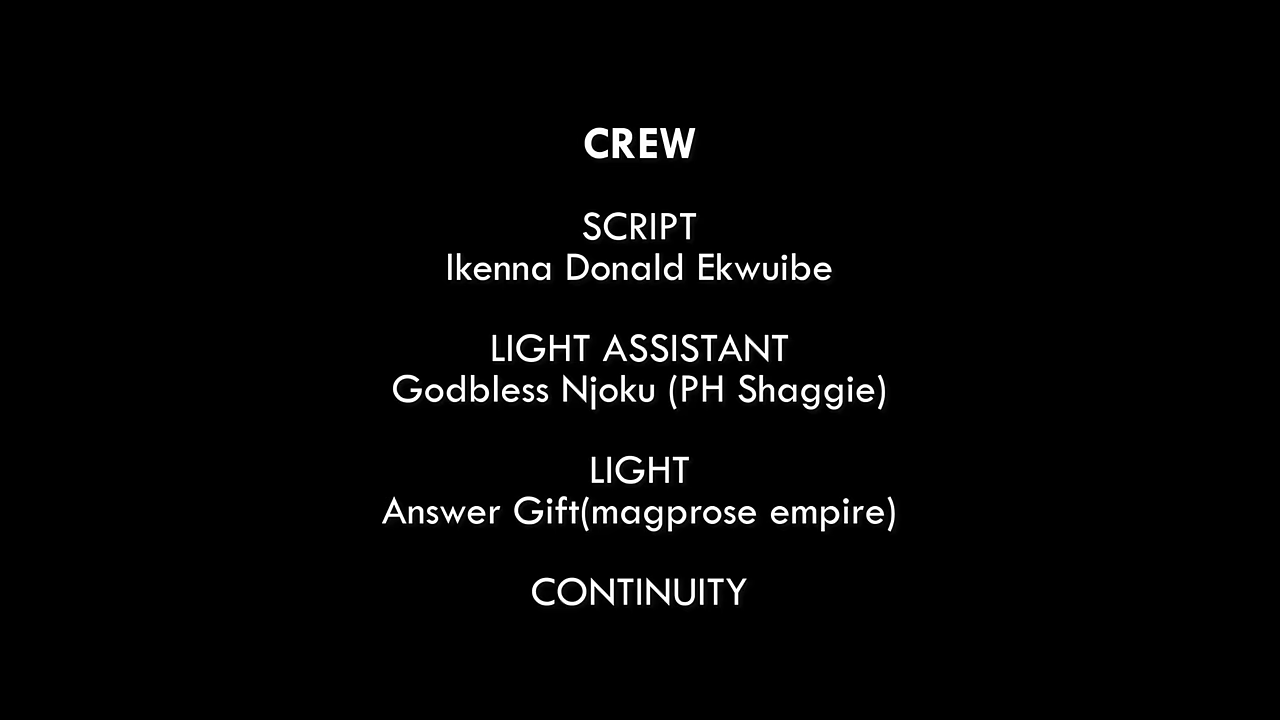 CREW
SCRIPT
Ikenna Donald Ekwuibe
LIGHT ASSISTANT
Godbless Njoku (PH Shaggie)
LIGHT
Answer Gift(magprose empire)
CONTINUITY